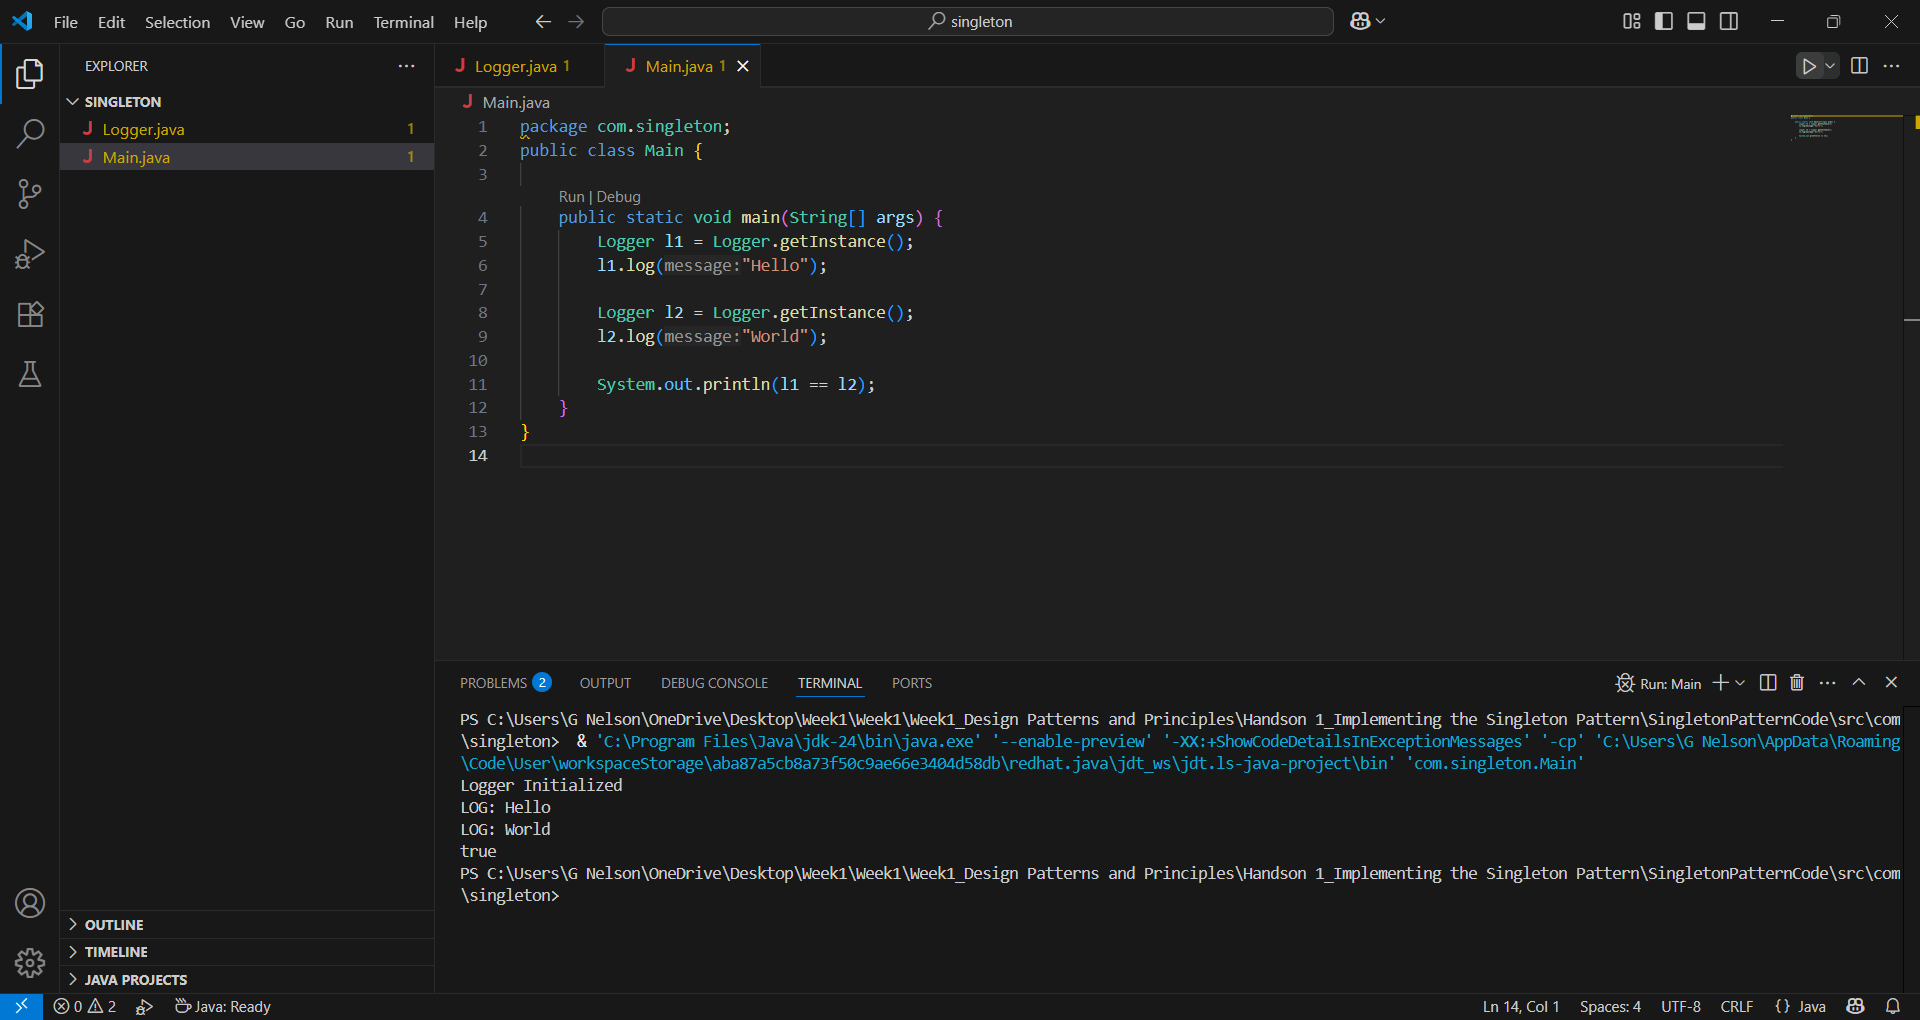 File Edit Selection View Go Run Terminal Help
singleton
EXPLORER
SINGLETON
J Logger.java 1
J Main.java 1
OUTLINE
TIMELINE
JAVA PROJECTS
J Logger.java 1
J Main.java 1
J Main.java
1 package com.singleton;
2 public class Main {
3
Run | Debug
4 public static void main(String[] args) {
5 Logger l1 = Logger.getInstance();
6 l1.log(message:"Hello");
7
8 Logger l2 = Logger.getInstance();
9 l2.log(message:"World");
10
11 System.out.println(l1 == l2);
12 }
13 }
14
PROBLEMS 2 OUTPUT DEBUG CONSOLE TERMINAL PORTS
Run: Main
PS C:\Users\G Nelson\OneDrive\Desktop\Week1\Week1\Week1_Design Patterns and Principles\Handson 1_Implementing the Singleton Pattern\SingletonPatternCode\src\com
\singleton> & 'C:\Program Files\Java\jdk-24\bin\java.exe' '--enable-preview' '-XX:+ShowCodeDetailsInExceptionMessages' '-cp' 'C:\Users\G Nelson\AppData\Roaming
\Code\User\workspaceStorage\aba87a5cb8a73f50c9ae66e3404d58db\redhat.java\jdt_ws\jdt.ls-java-project\bin' 'com.singleton.Main'
Logger Initialized
LOG: Hello
LOG: World
true
PS C:\Users\G Nelson\OneDrive\Desktop\Week1\Week1\Week1_Design Patterns and Principles\Handson 1_Implementing the Singleton Pattern\SingletonPatternCode\src\com
\singleton>
0 2 Java: Ready Ln 14, Col 1 Spaces: 4 UTF-8 CRLF {} Java